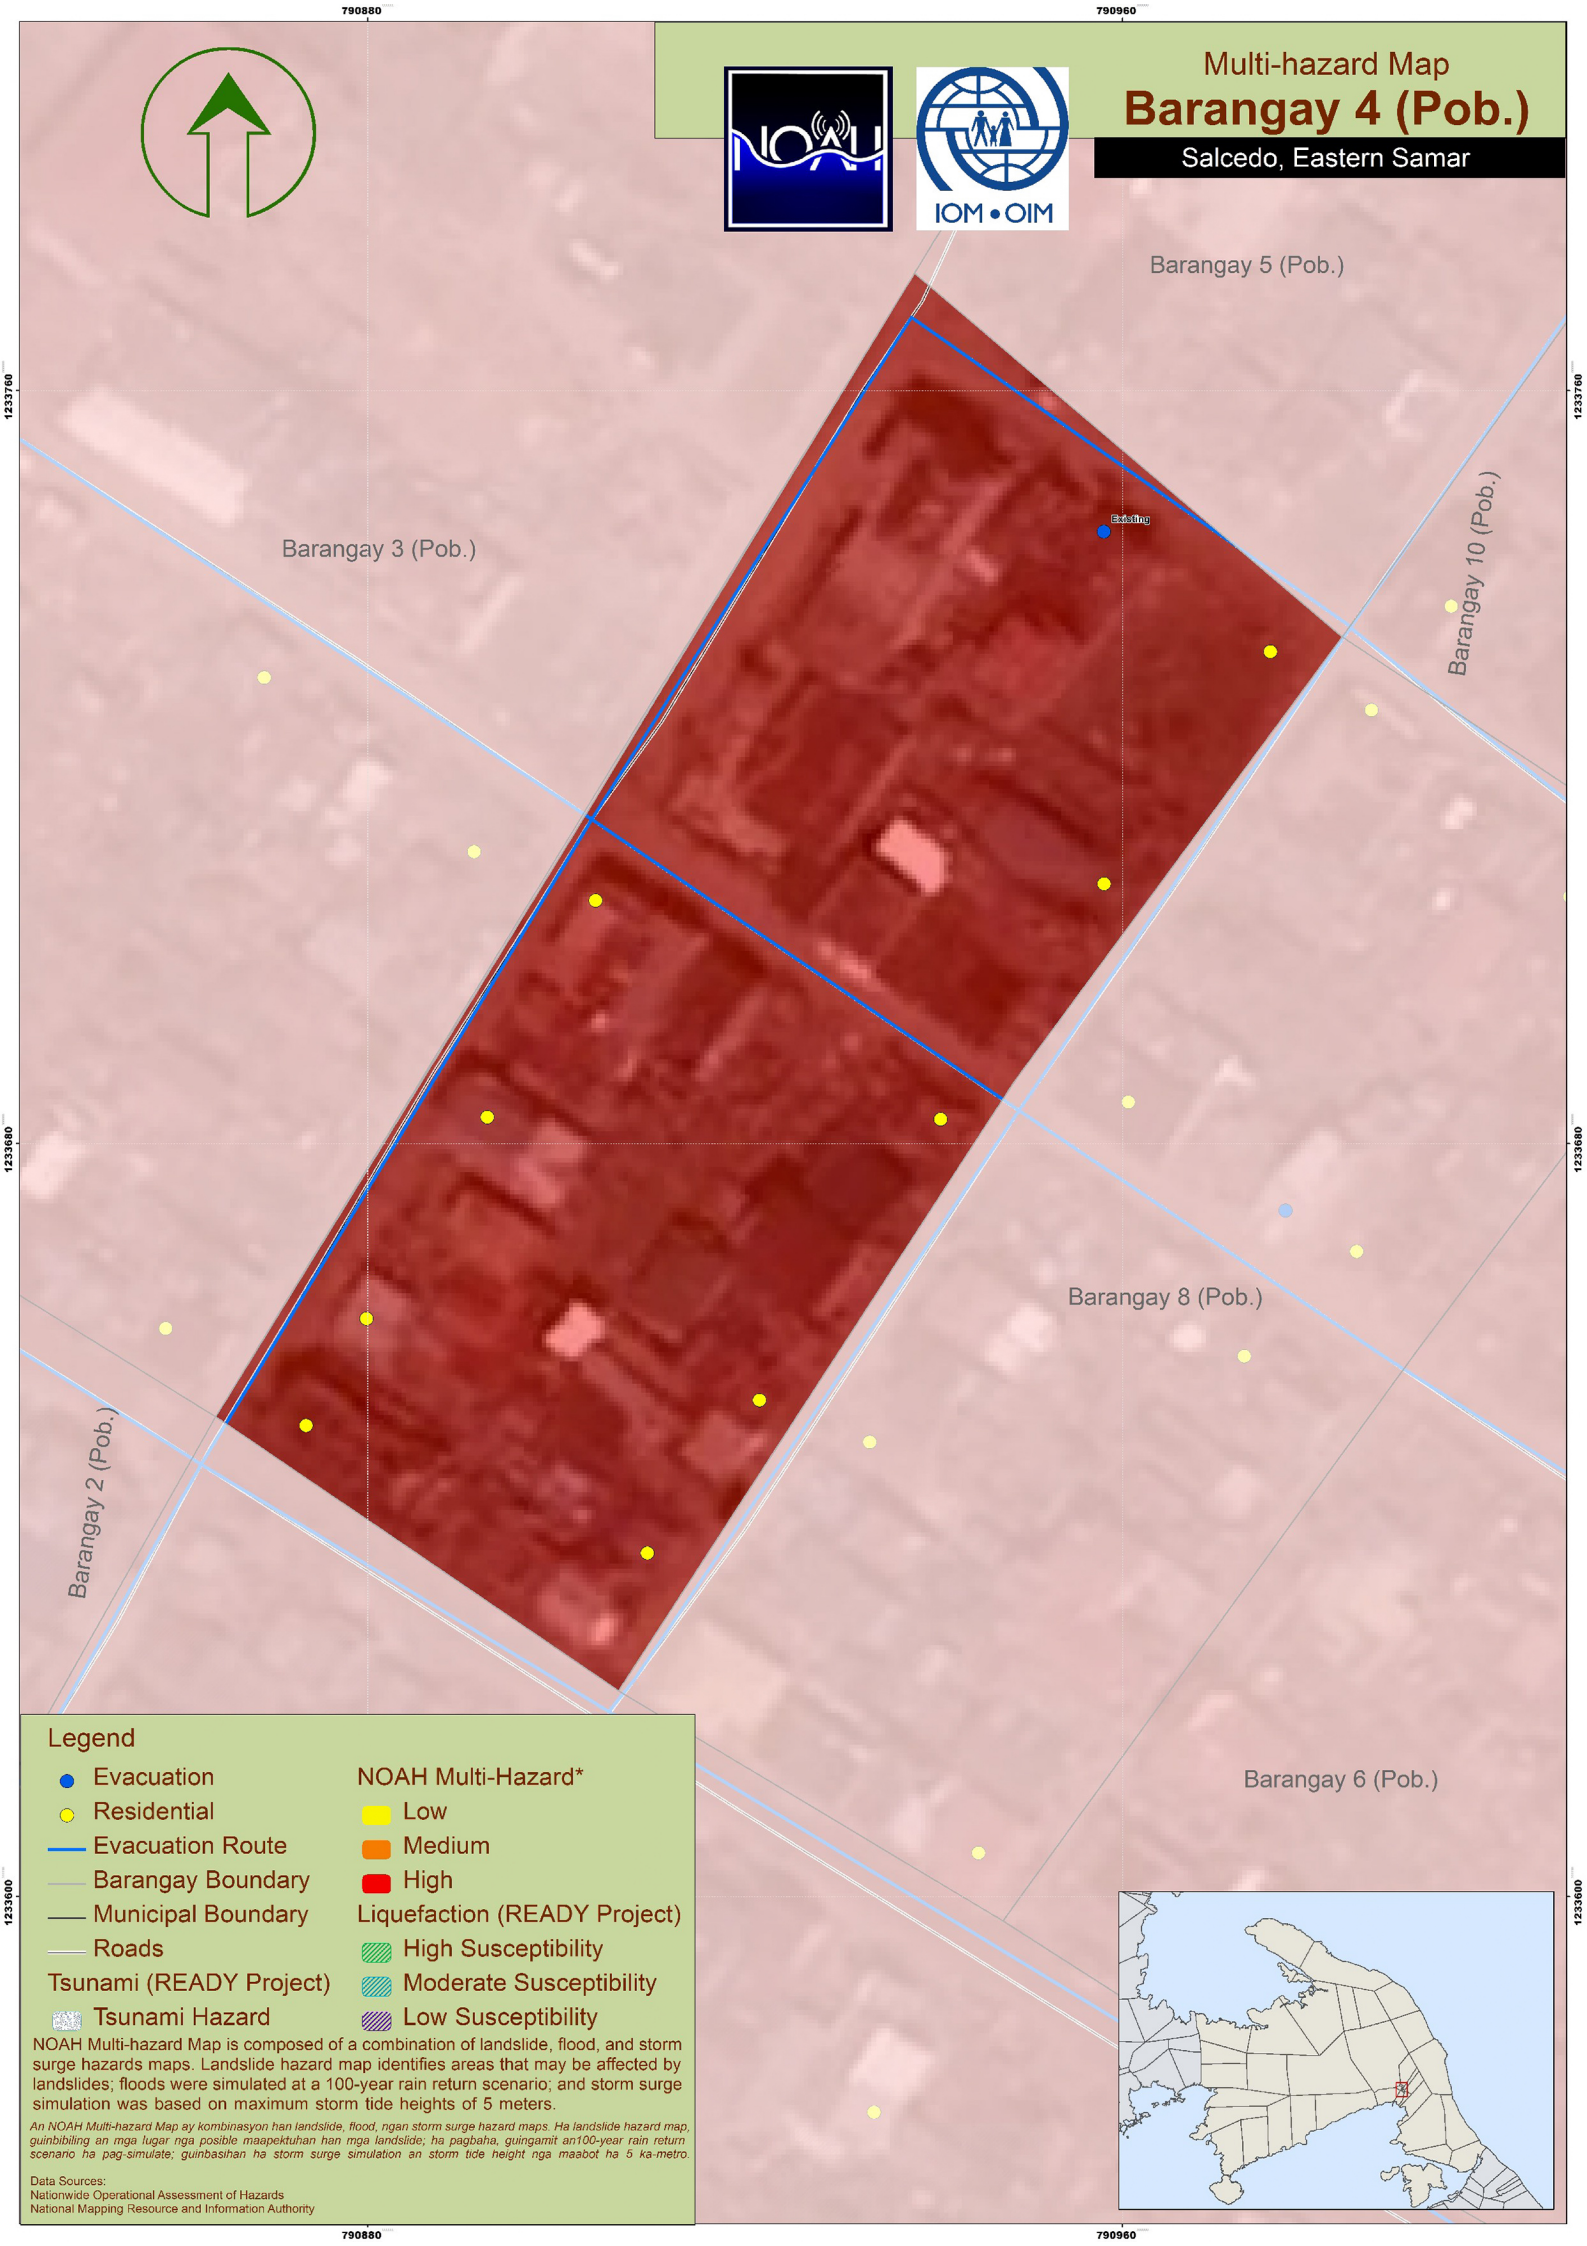 790880
790960
Multi-hazard Map
Barangay 4 (Pob.)
Salcedo, Eastern Samar
NOAH
IOM • OIM
Barangay 5 (Pob.)
1233760
1233760
Barangay 10 (Pob.)
Existing
Barangay 3 (Pob.)
1233680
1233680
Barangay 8 (Pob.)
Barangay 2 (Pob.)
Barangay 6 (Pob.)
1233600
1233600
Legend
Evacuation
Residential
Evacuation Route
Barangay Boundary
Municipal Boundary
Roads
Tsunami (READY Project)
Tsunami Hazard
NOAH Multi-Hazard*
Low
Medium
High
Liquefaction (READY Project)
High Susceptibility
Moderate Susceptibility
Low Susceptibility
NOAH Multi-hazard Map is composed of a combination of landslide, flood, and storm
surge hazards maps. Landslide hazard map identifies areas that may be affected by
landslides; floods were simulated at a 100-year rain return scenario; and storm surge
simulation was based on maximum storm tide heights of 5 meters.
An NOAH Multi-hazard Map ay kombinasyon han landslide, flood, ngan storm surge hazard maps. Ha landslide hazard map,
guinbibiling an mga lugar nga posible maapektuhan han mga landslide; ha pagbaha, guingamit an100-year rain return
scenario ha pag-simulate; guinbasihan ha storm surge simulation an storm tide height nga maabot ha 5 ka-metro.
Data Sources:
Nationwide Operational Assessment of Hazards
National Mapping Resource and Information Authority
790880
790960